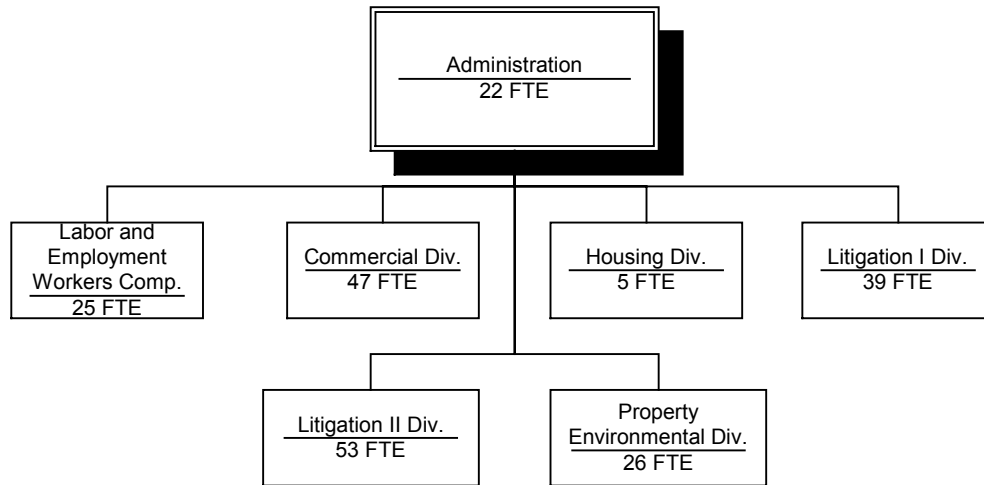 Administration
22 FTE
Labor and
Employment
Workers Comp.
25 FTE
Commercial Div.
47 FTE
Housing Div.
5 FTE
Litigation I Div.
39 FTE
Litigation II Div.
53 FTE
Property
Environmental Div.
26 FTE